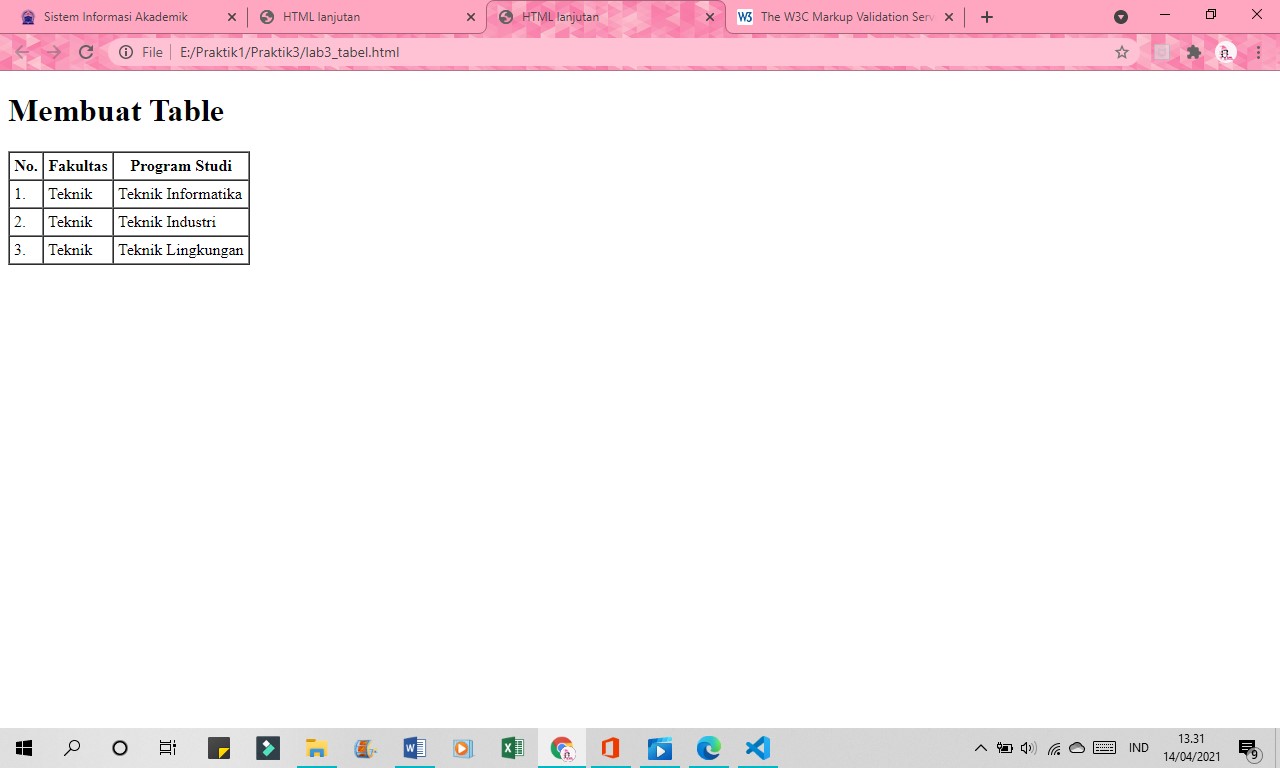 Sistem Informasi Akademik
HTML lanjutan
HTML lanjutan
W3 The W3C Markup Validation Serv
File E:/Praktik1/Praktik3/lab3_tabel.html
Membuat Table
No. Fakultas Program Studi
1. Teknik Teknik Informatika
2. Teknik Teknik Industri
3. Teknik Teknik Lingkungan
IND
13.31
14/04/2021
9